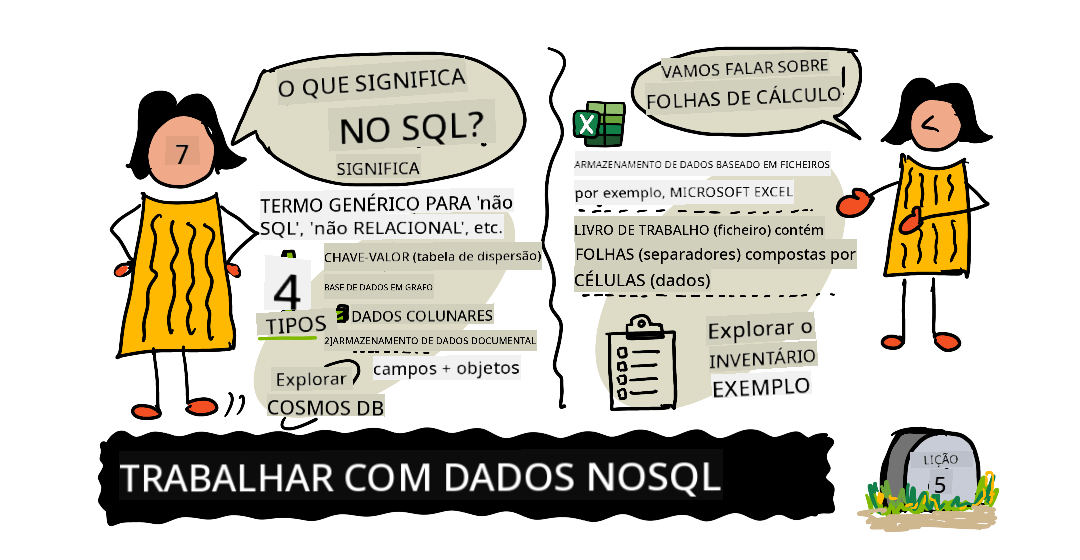 O QUE SIGNIFICA
NO SQL?
SIGNIFICA
7
TERMO GENÉRICO PARA 'não
SQL', 'não RELACIONAL', etc.
4
TIPOS
CHAVE-VALOR (tabela de dispersão)
BASE DE DADOS EM GRAFO
3 DADOS COLUNARES
2]ARMAZENAMENTO DE DADOS DOCUMENTAL
campos + objetos
Explorar
COSMOS DB
VAMOS FALAR SOBRE
FOLHAS DE CÁLCULO!
X
ARMAZENAMENTO DE DADOS BASEADO EM FICHEIROS
por exemplo, MICROSOFT EXCEL
LIVRO DE TRABALHO (ficheiro) contém
FOLHAS (separadores) compostas por
CÉLULAS (dados)
Explorar o
INVENTÁRIO
EXEMPLO
TRABALHAR COM DADOS NOSQL
LIÇÃO
5